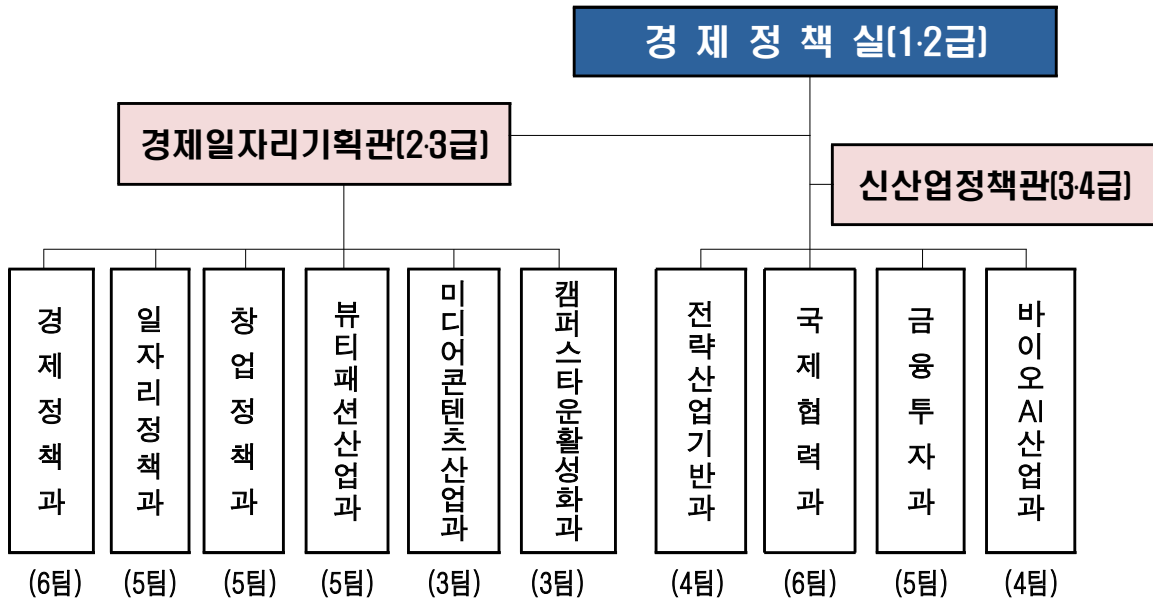 경 제 정 책 실(1·2급)
경제일자리기획관(2·3급)
신산업정책관(3·4급)
경제정책과
일자리정책과
창업정책과
뷰티패션산업과
미디어콘텐츠산업과
캠퍼스타운활성화과
전략산업기반과
국제협력과
금융투자과
바이오AI산업과
(6팀)
(5팀)
(5팀)
(5팀)
(3팀)
(3팀)
(4팀)
(6팀)
(5팀)
(4팀)